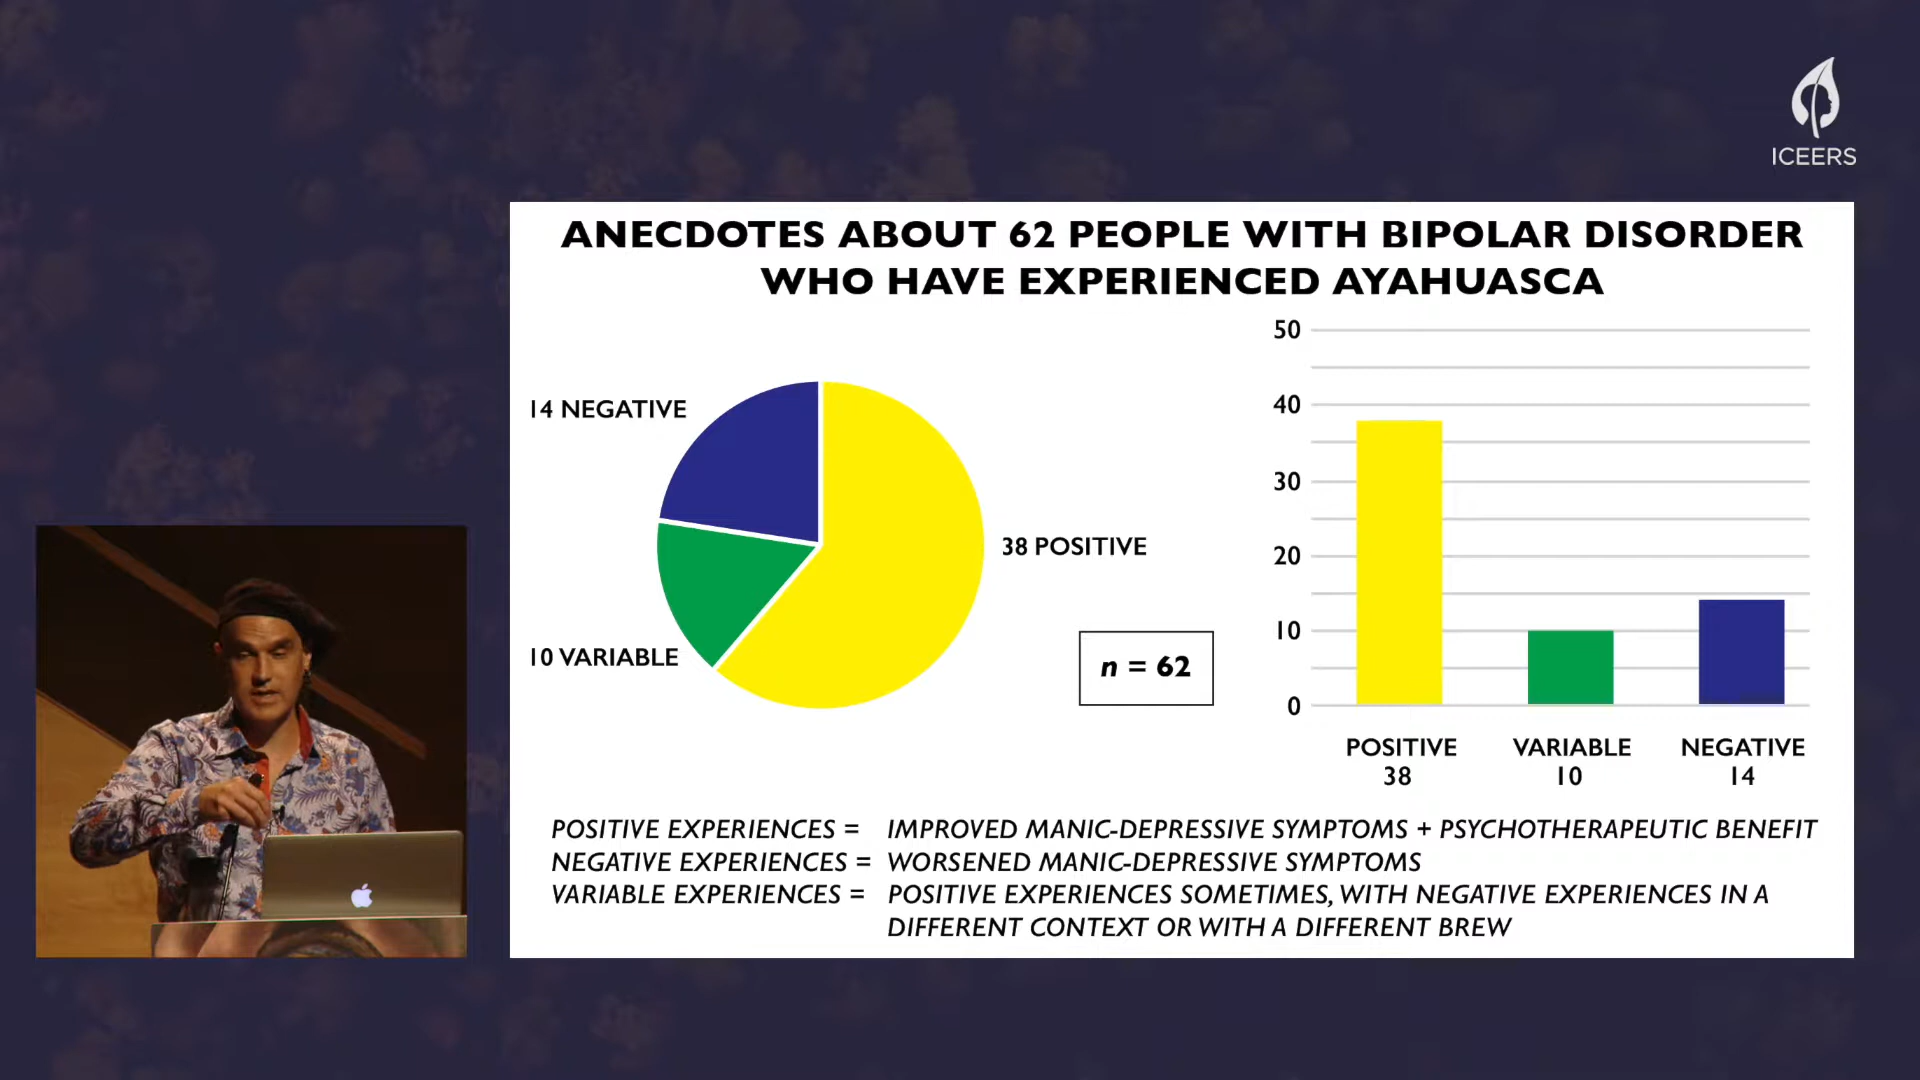 ICEERS
ANECDOTES ABOUT 62 PEOPLE WITH BIPOLAR DISORDER
WHO HAVE EXPERIENCED AYAHUASCA
14 NEGATIVE
38 POSITIVE
10 VARIABLE
n = 62
50
40
30
20
10
0
POSITIVE VARIABLE NEGATIVE
38 10 14
POSITIVE EXPERIENCES = IMPROVED MANIC-DEPRESSIVE SYMPTOMS + PSYCHOTHERAPEUTIC BENEFIT
NEGATIVE EXPERIENCES = WORSENED MANIC-DEPRESSIVE SYMPTOMS
VARIABLE EXPERIENCES = POSITIVE EXPERIENCES SOMETIMES, WITH NEGATIVE EXPERIENCES IN A
DIFFERENT CONTEXT OR WITH A DIFFERENT BREW